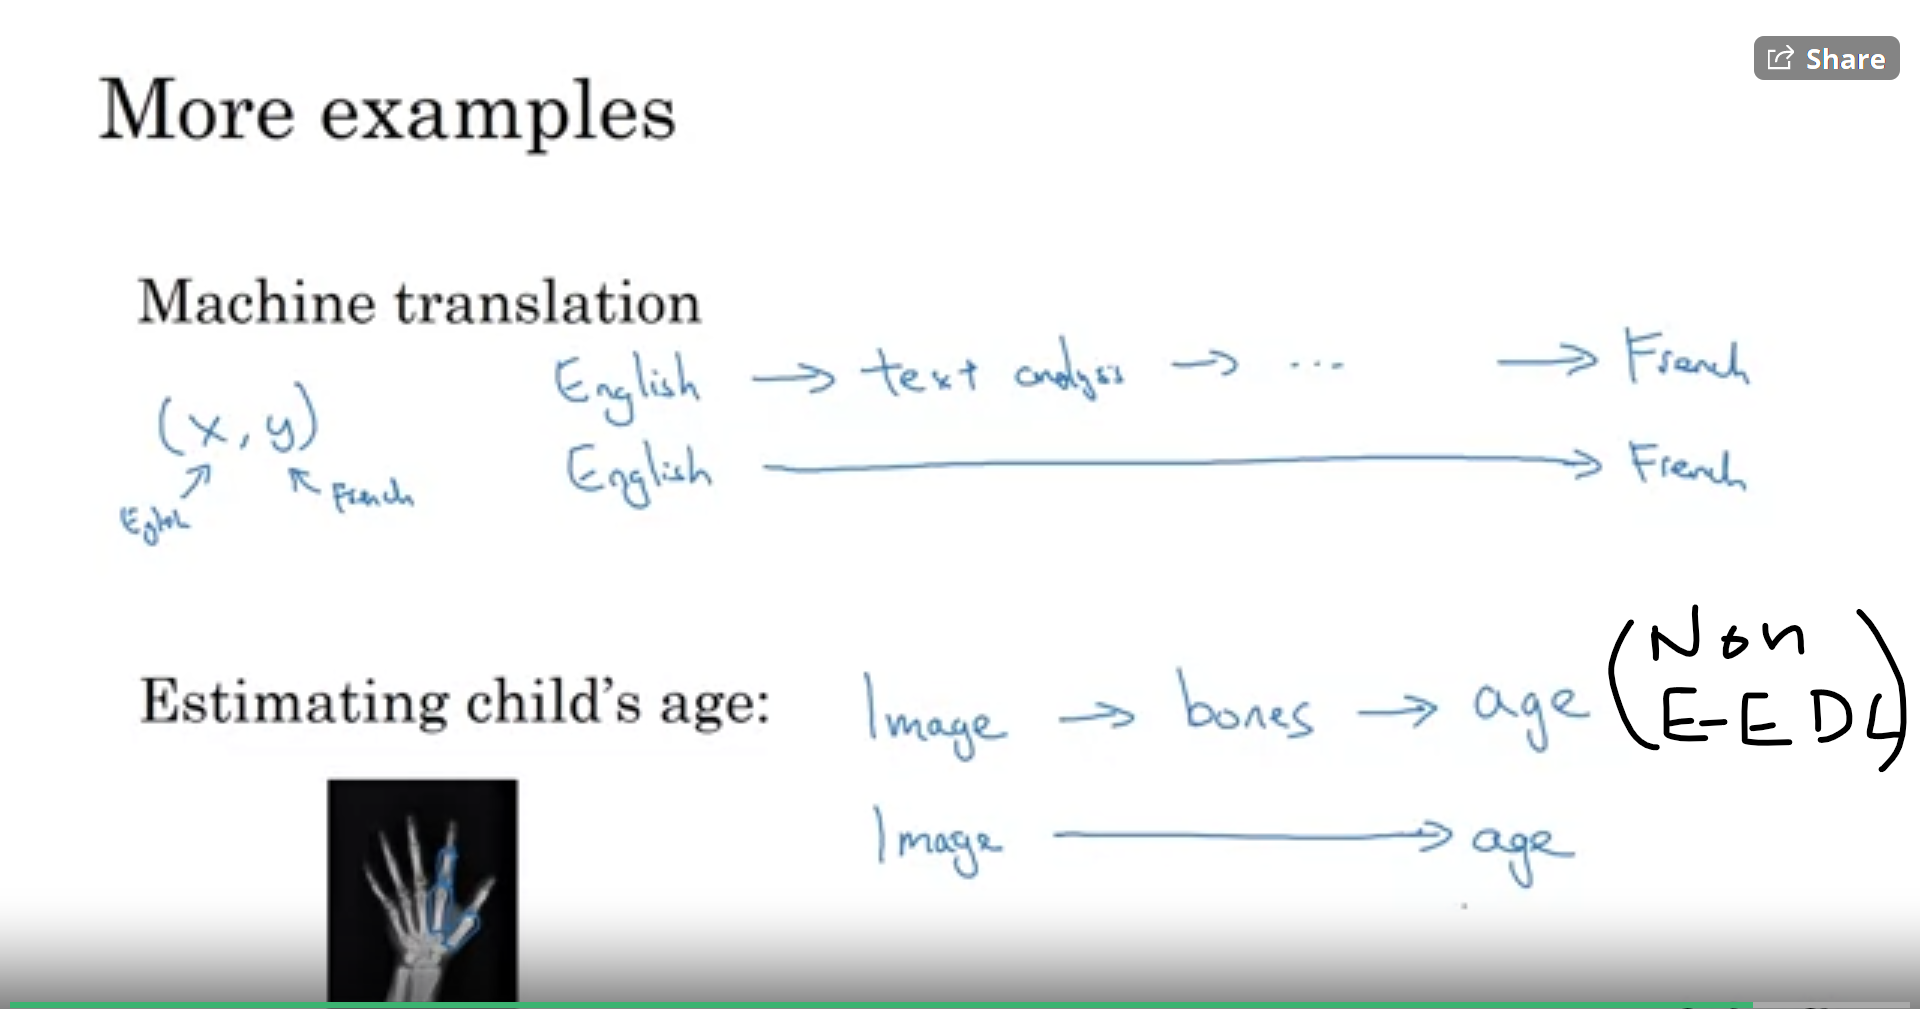 Share
More examples
Machine translation
English → text analysis → ... → French
(x, y)
English → French
French
Estimating child's age:
Image → bones → age (Non
E-E DL)
Image → age